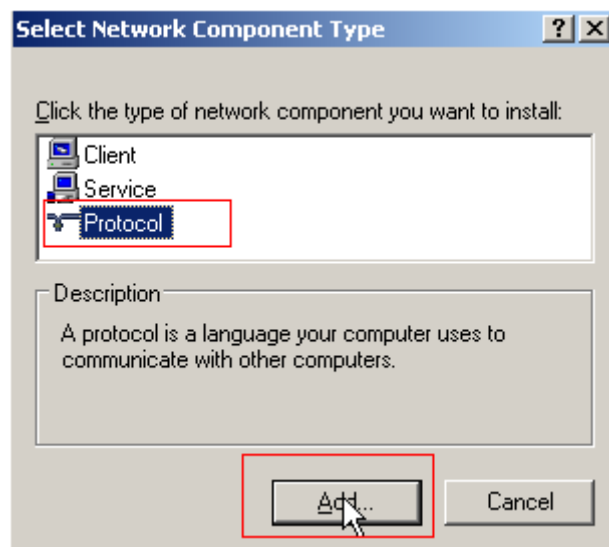 Select Network Component Type
Click the type of network component you want to install:
Client
Service
Protocol
Description
A protocol is a language your computer uses to
communicate with other computers.
Add...
Cancel